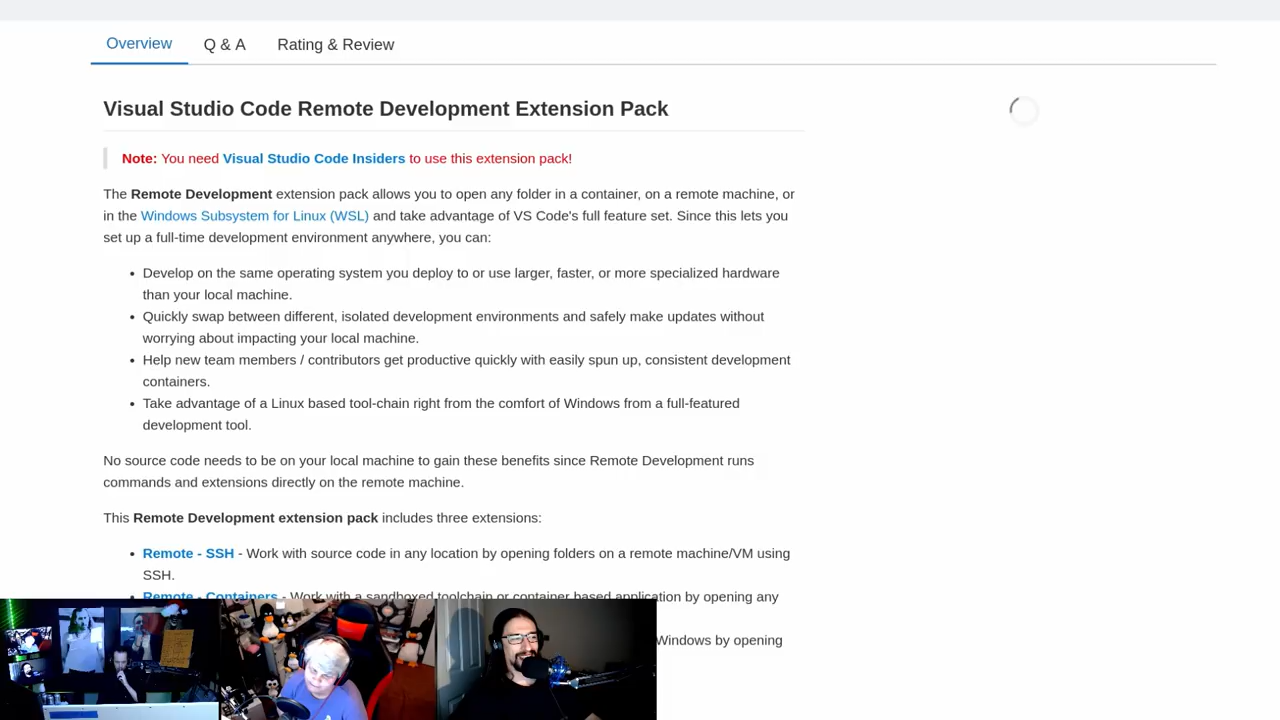 Overview Q & A Rating & Review
Visual Studio Code Remote Development Extension Pack
Note: You need Visual Studio Code Insiders to use this extension pack!
The Remote Development extension pack allows you to open any folder in a container, on a remote machine, or
in the Windows Subsystem for Linux (WSL) and take advantage of VS Code's full feature set. Since this lets you
set up a full-time development environment anywhere, you can:
• Develop on the same operating system you deploy to or use larger, faster, or more specialized hardware
than your local machine.
• Quickly swap between different, isolated development environments and safely make updates without
worrying about impacting your local machine.
• Help new team members / contributors get productive quickly with easily spun up, consistent development
containers.
• Take advantage of a Linux based tool-chain right from the comfort of Windows from a full-featured
development tool.
No source code needs to be on your local machine to gain these benefits since Remote Development runs
commands and extensions directly on the remote machine.
This Remote Development extension pack includes three extensions:
• Remote - SSH - Work with source code in any location by opening folders on a remote machine/VM using
SSH.
• Remote - Containers - Work with a sandboxed toolchain or container based application by opening any
Windows by opening